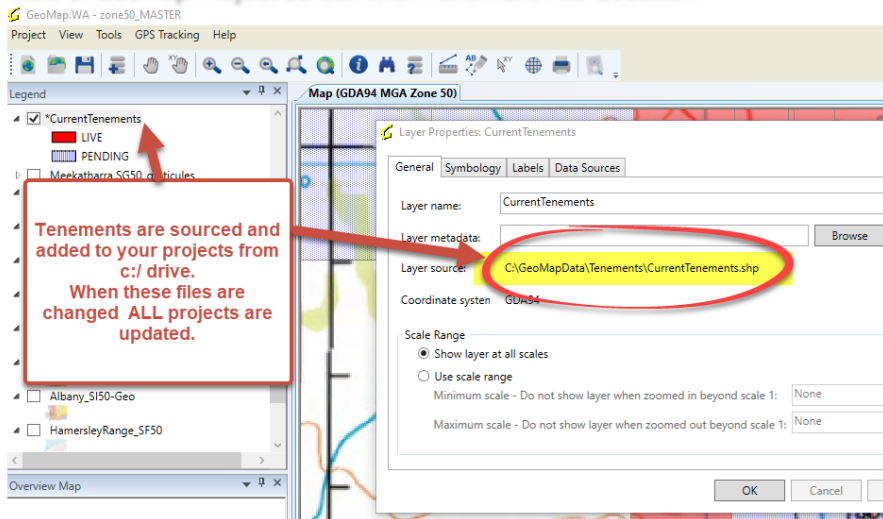 GeoMap.WA - zone50_MASTER
Project View Tools GPS Tracking Help
Legend
Map (GDA94 MGA Zone 50)
*CurrentTenements
LIVE
PENDING
Meekatharra SG50
Tenements are sourced and
added to your projects from
c:/ drive.
When these files are
changed ALL projects are
updated.
Albany_SI50-Geo
HamersleyRange_SF50
Overview Map
Layer Properties: CurrentTenements
General Symbology Labels Data Sources
Layer name: CurrentTenements
Layer metadata: Browse
Layer source: C:\GeoMapData\Tenements\CurrentTenements.shp
Coordinate systen GDA94
Scale Range
Show layer at all scales
Use scale range
Minimum scale - Do not show layer when zoomed in beyond scale 1: None
Maximum scale - Do not show layer when zoomed out beyond scale 1: None
OK Cancel